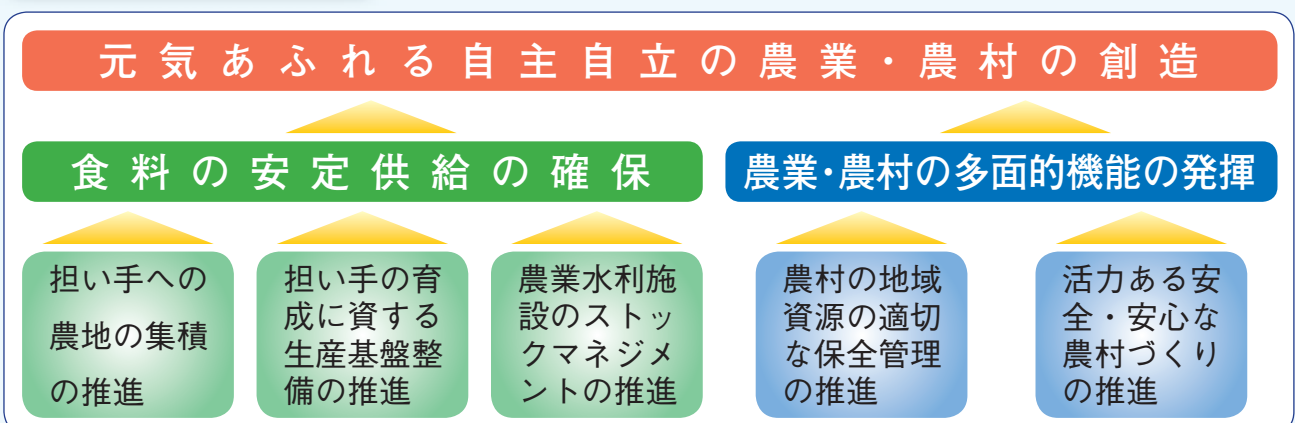 元気あふれる自主自立の農業・農村の創造
食料の安定供給の確保
農業・農村の多面的機能の発揮
担い手への
農地の集積
の推進
担い手の育
成に資する
生産基盤整
備の推進
農業水利施
設のストッ
クマネジメ
ントの推進
農村の地域
資源の適切
な保全管理
の推進
活力ある安
全・安心な
農村づくり
の推進